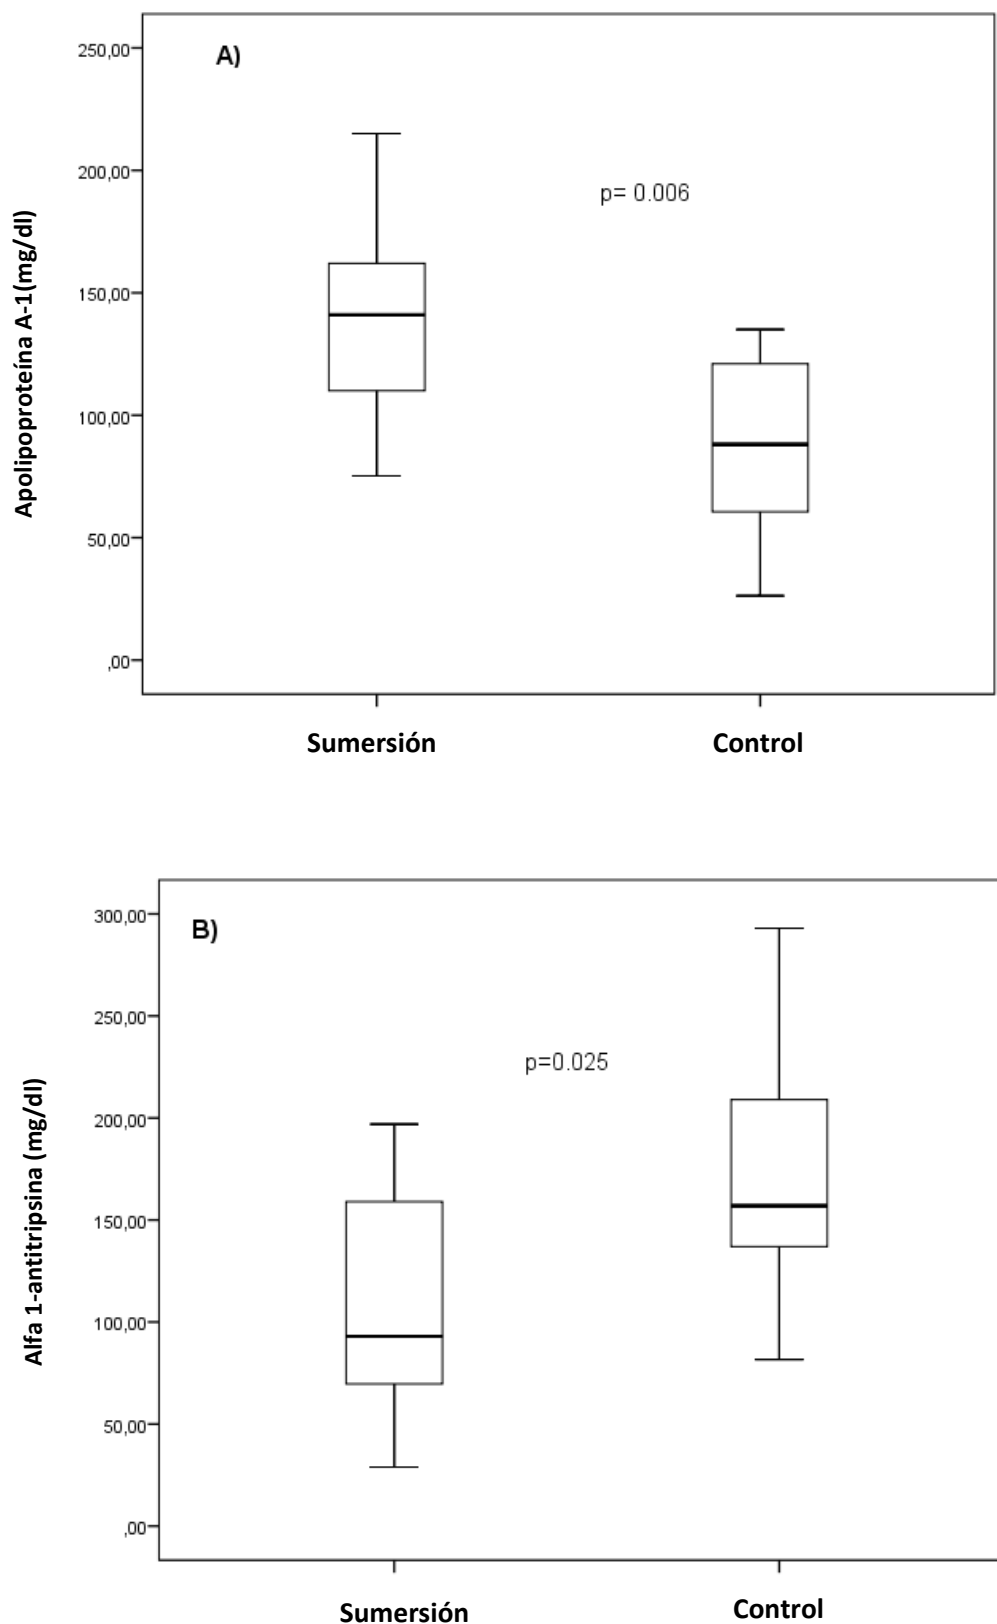 A)
250,00
200,00
150,00
100,00
50,00
,00
Apolipoproteína A-1(mg/dl)
p= 0.006
Sumersión
Control
B)
300,00
250,00
200,00
150,00
100,00
50,00
,00
Alfa 1-antitripsina (mg/dl)
p=0.025
Sumersión
Control